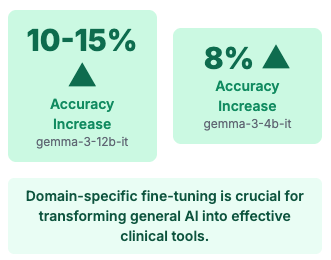 10-15%
▲
Accuracy
Increase
gemma-3-12b-it
8% ▲
Accuracy
Increase
gemma-3-4b-it
Domain-specific fine-tuning is crucial for
transforming general AI into effective
clinical tools.